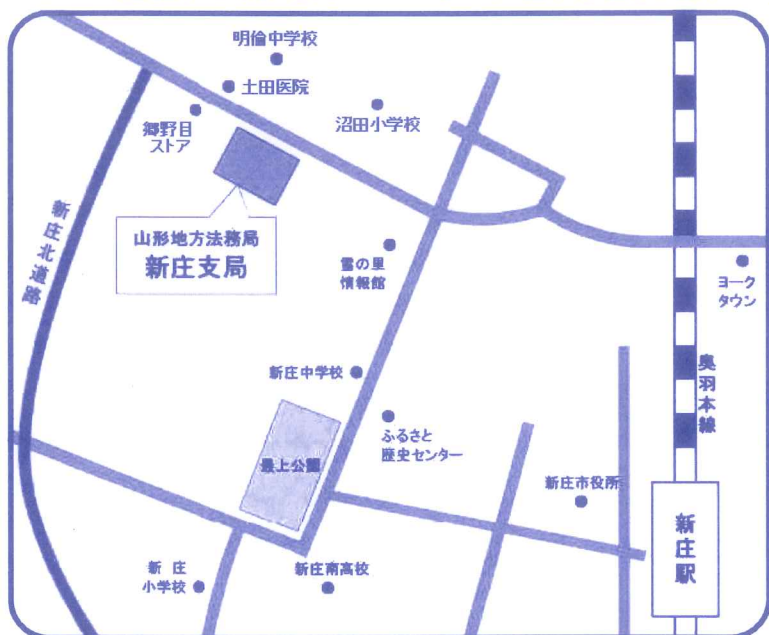 明倫中学校
土田医院
郷野目
ストア
沼田小学校
山形地方法務局
新庄支局
新庄北道路
雪の里
情報館
ヨーク
タウン
新庄中学校
奥羽本線
ふるさと
歴史センター
最上公園
新庄市役所
新庄駅
新 庄
小学校
新庄南高校